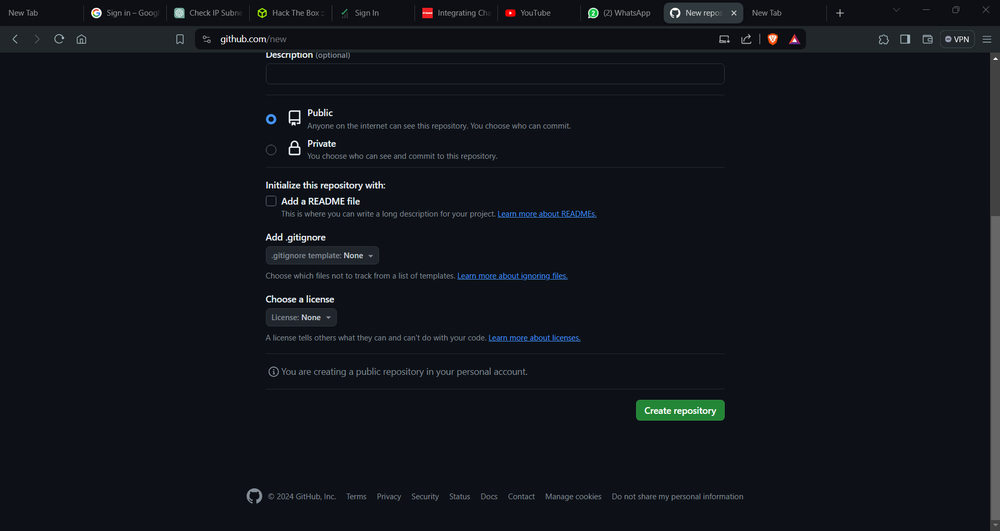 New Tab
Sign in – Googl
Check IP Subne
Hack The Box ::
Sign In
Integrating Cha
YouTube
2
(2) WhatsApp
New repos
New Tab
github.com/new
VPN
Description (optional)
Public
Anyone on the internet can see this repository. You choose who can commit.
Private
You choose who can see and commit to this repository.
Initialize this repository with:
Add a README file
This is where you can write a long description for your project. Learn more about READMEs.
Add .gitignore
.gitignore template: None
Choose which files not to track from a list of templates. Learn more about ignoring files.
Choose a license
License: None
A license tells others what they can and can't do with your code. Learn more about licenses.
You are creating a public repository in your personal account.
Create repository
© 2024 GitHub, Inc. Terms Privacy Security Status Docs Contact Manage cookies Do not share my personal information